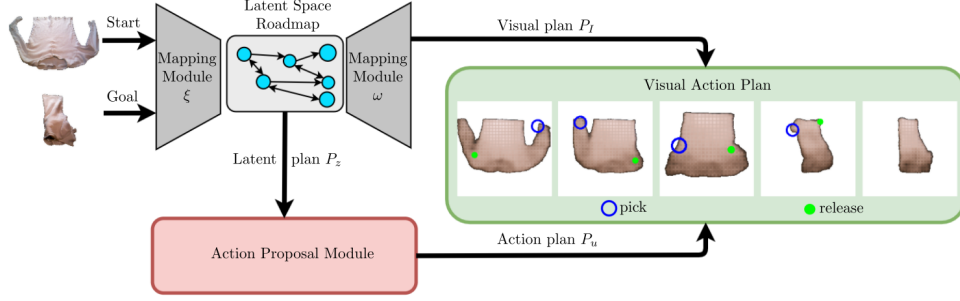 Start
Goal
Mapping
Module
ξ
Latent Space
Roadmap
Mapping
Module
ω
Visual plan P_I
Latent plan P_z
Action Proposal Module
Action plan P_u
Visual Action Plan
pick
release